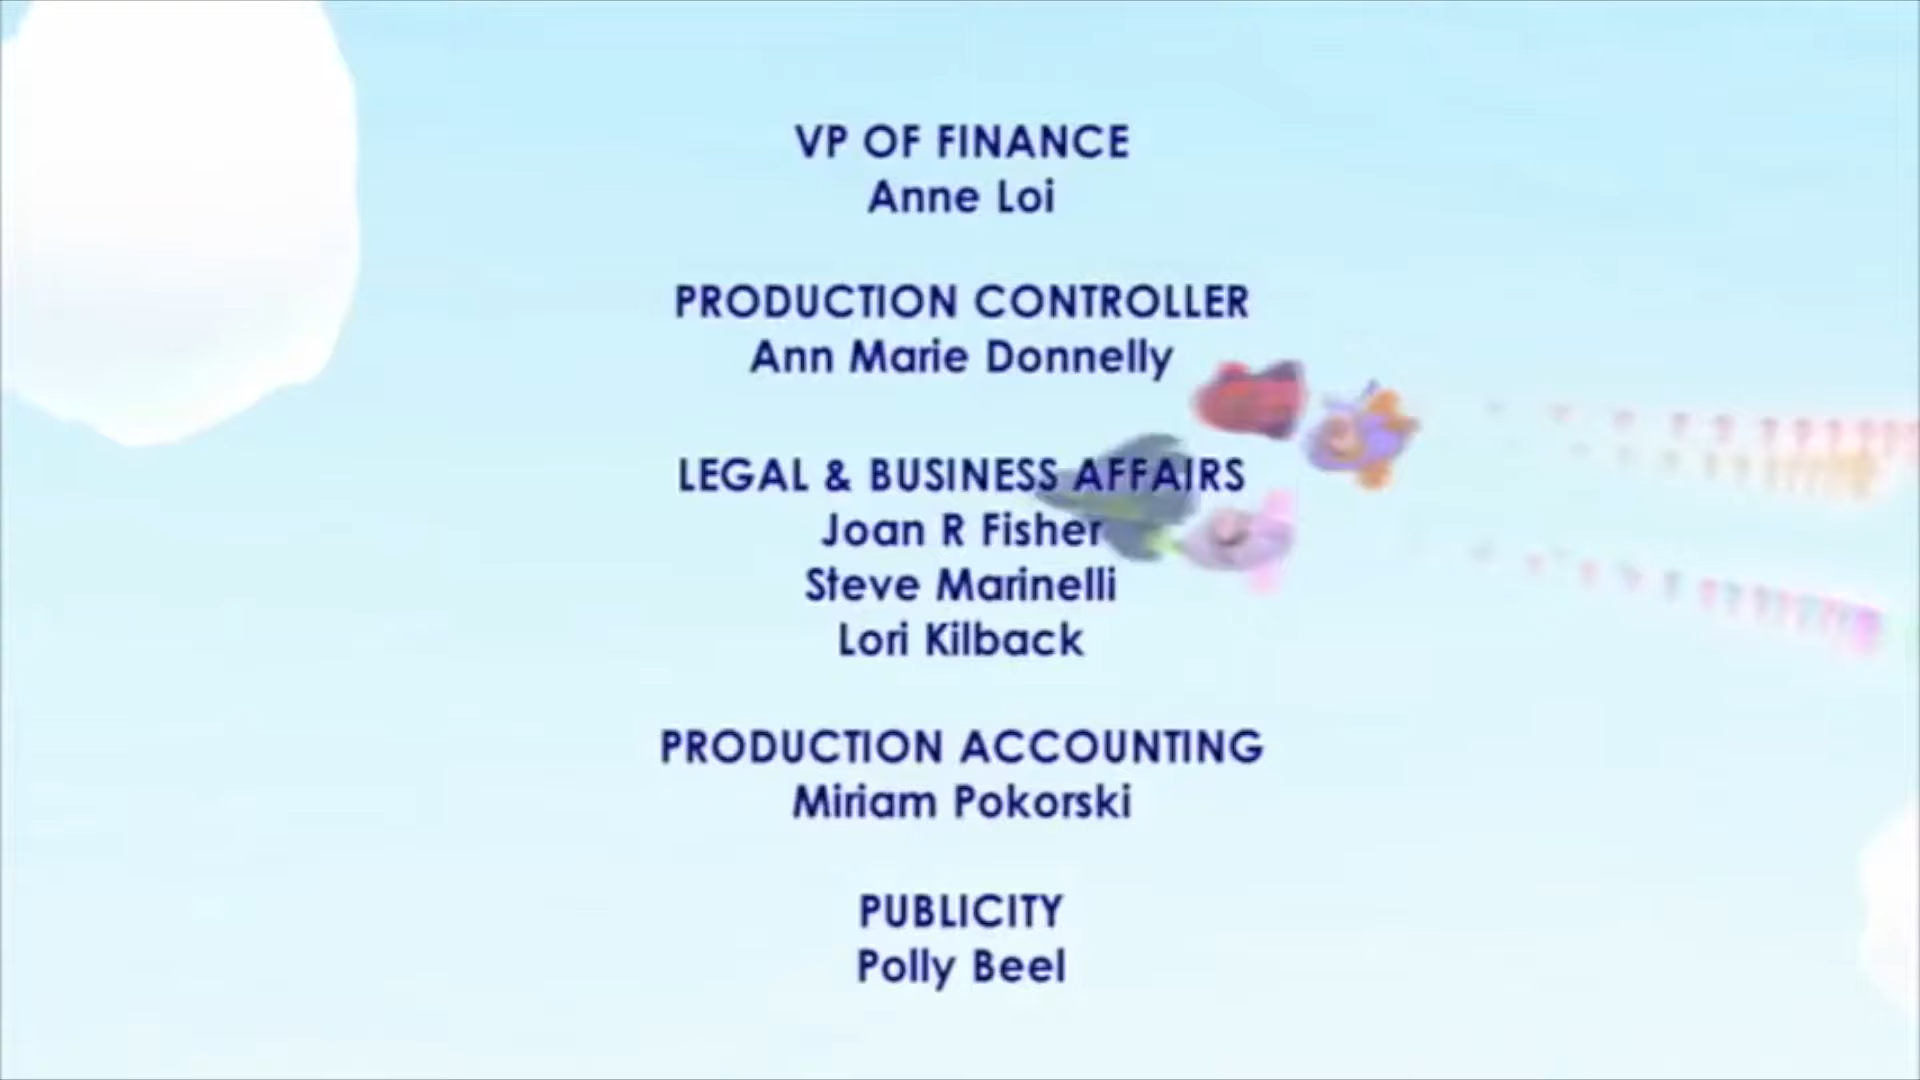 VP OF FINANCE
Anne Loi
PRODUCTION CONTROLLER
Ann Marie Donnelly
LEGAL & BUSINESS AFFAIRS
Joan R Fisher
Steve Marinelli
Lori Kilback
PRODUCTION ACCOUNTING
Miriam Pokorski
PUBLICITY
Polly Beel